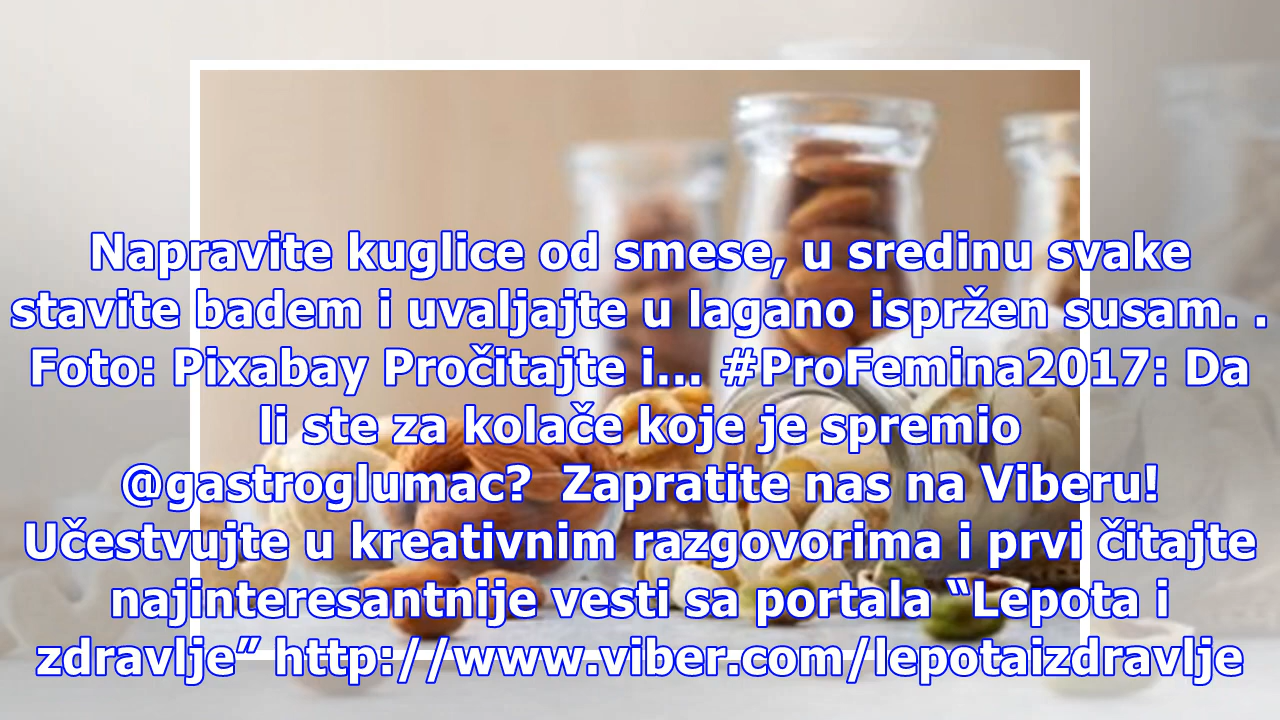 Napravite kuglice od smese, u sredinu svake
stavite badem i uvaljajte u lagano ispržen susam. .
Foto: Pixabay Pročitajte i... #ProFemina2017: Da
li ste za kolače koje je spremio
@gastroglumac?  Zapratite nas na Viberu!
Učestvujte u kreativnim razgovorima i prvi čitajte
najinteresantnije vesti sa portala “Lepota i
zdravlje” http://www.viber.com/lepotaizdravlje